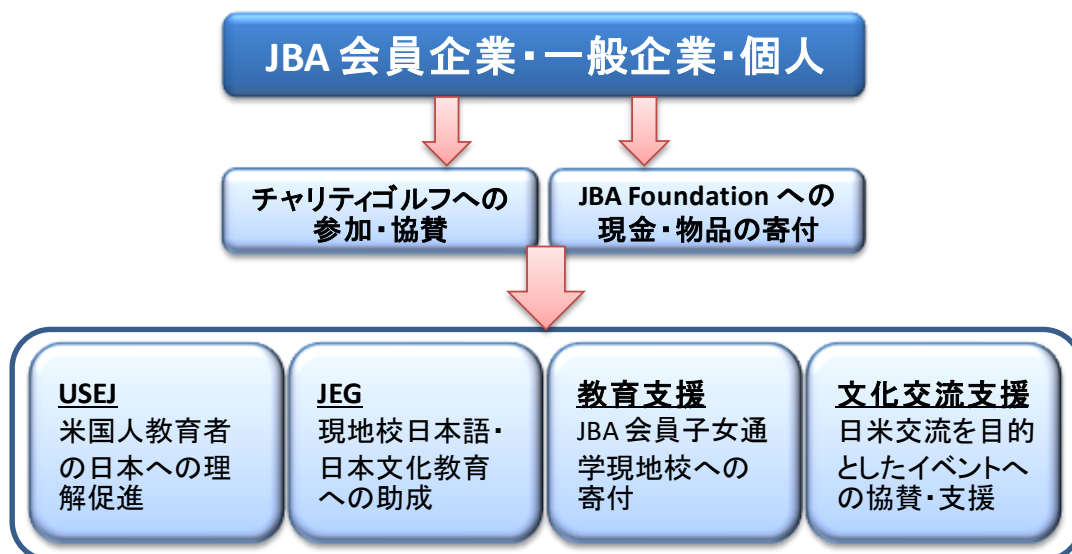 JBA 会員企業・一般企業・個人
チャリティゴルフへの
参加・協賛
JBA Foundation への
現金・物品の寄付
USEJ
米国人教育者
の日本への理
解促進
JEG
現地校日本語・
日本文化教育
への助成
教育支援
JBA 会員子女通
学現地校への
寄付
文化交流支援
日米交流を目的
としたイベントへ
の協賛・支援